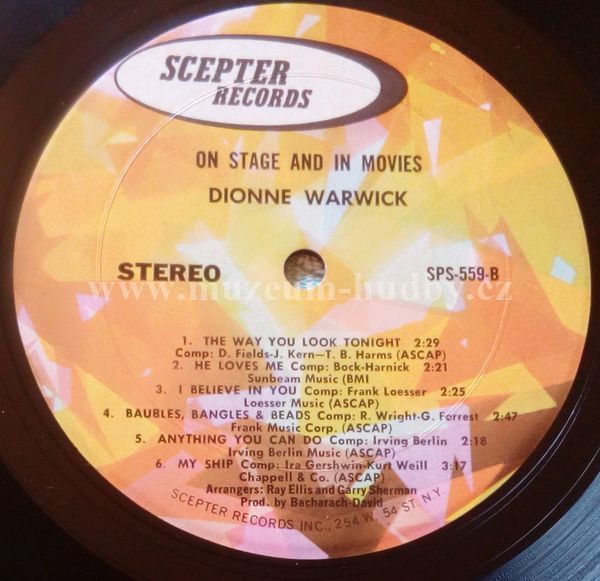 SCEPTER
RECORDS
ON STAGE AND IN MOVIES
DIONNE WARWICK
STEREO
SPS-559-B
www.muzeum-hudby.cz
1. THE WAY YOU LOOK TONIGHT 2:29
Comp: D. Fields-J. Kern—T. B. Harms (ASCAP)
2. HE LOVES ME Comp: Bock-Harnick 2:21
Sunbeam Music (BMI
3. I BELIEVE IN YOU Comp: Frank Loesser 2:25
Loesser Music (ASCAP)
4. BAUBLES, BANGLES & BEADS Comp: R. Wright-G. Forrest 2:47
Frank Music Corp. (ASCAP)
5. ANYTHING YOU CAN DO Comp: Irving Berlin 2:18
Irving Berlin Music (ASCAP)
6. MY SHIP Comp: Ira Gershwin-Kurt Weill 3:17
Chappell & Co. (ASCAP)
Arrangers: Ray Ellis and Garry Sherman
Prod. by Bacharach-David
SCEPTER RECORDS INC., 254 W. 54 ST. N.Y.